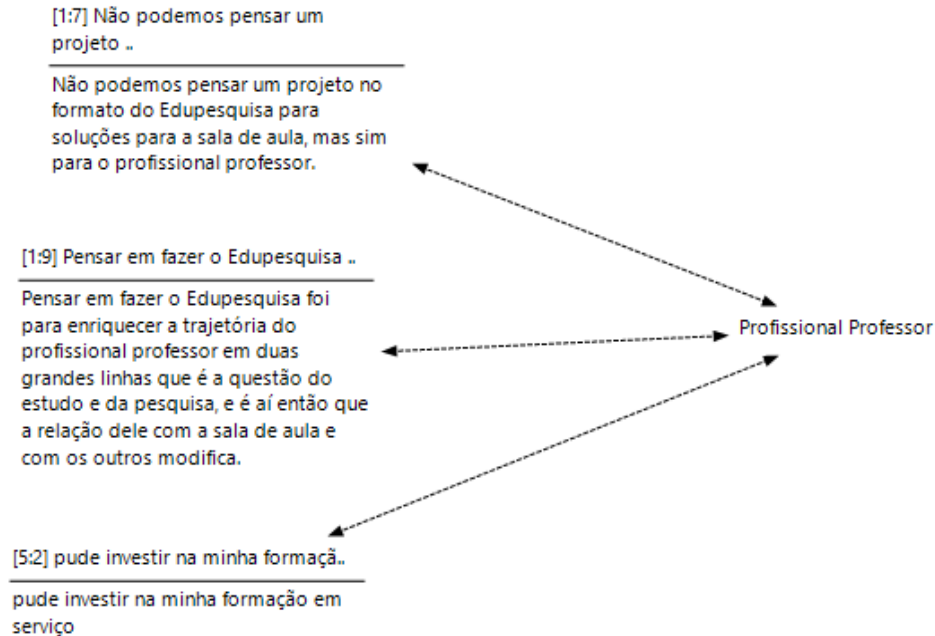 [1:7] Não podemos pensar um
projeto ..
Não podemos pensar um projeto no
formato do Edupesquisa para
soluções para a sala de aula, mas sim
para o profissional professor.
[1:9] Pensar em fazer o Edupesquisa ..
Pensar em fazer o Edupesquisa foi
para enriquecer a trajetória do
profissional professor em duas
grandes linhas que é a questão do
estudo e da pesquisa, e é aí então que
a relação dele com a sala de aula e
com os outros modifica.
Profissional Professor
[5:2] pude investir na minha formaçã..
pude investir na minha formação em
serviço